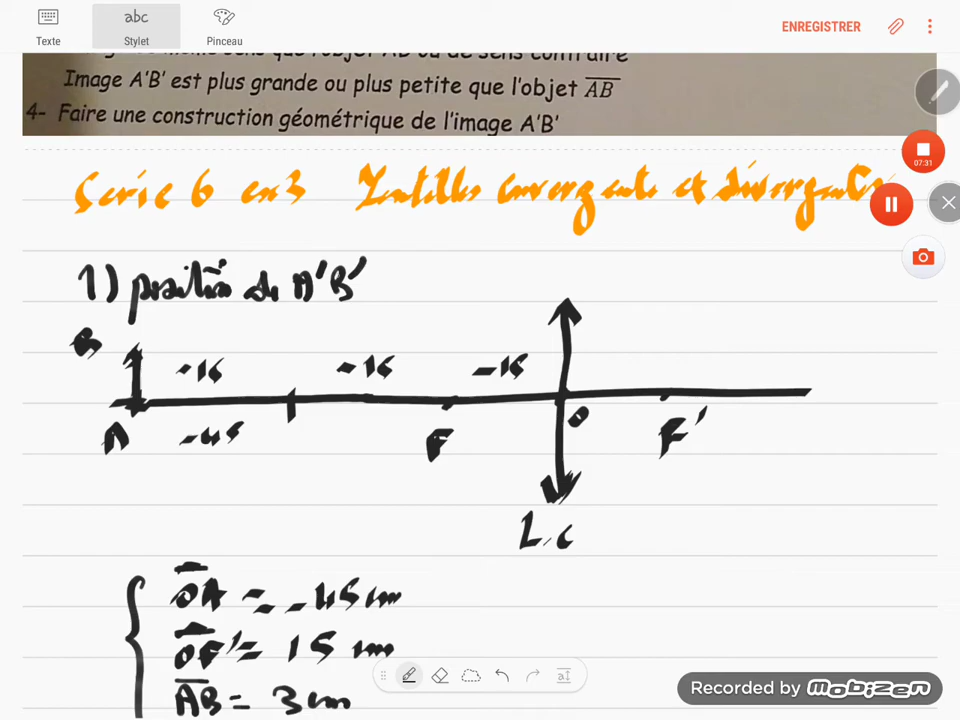 Texte
abc
Stylet
Pinceau
ENREGISTRER
Image A'B' est plus grande ou plus petite que l'objet AB
4- Faire une construction géométrique de l'image A'B'
07:31
Serie 6 ex3 Lentilles convergente et divergentes
1) position de A'B'
B
-15 -15 -15
A -45 F O F'
L.C
OA = -45 cm
OF' = 15 cm
AB = 3 cm
Recorded by mobizen